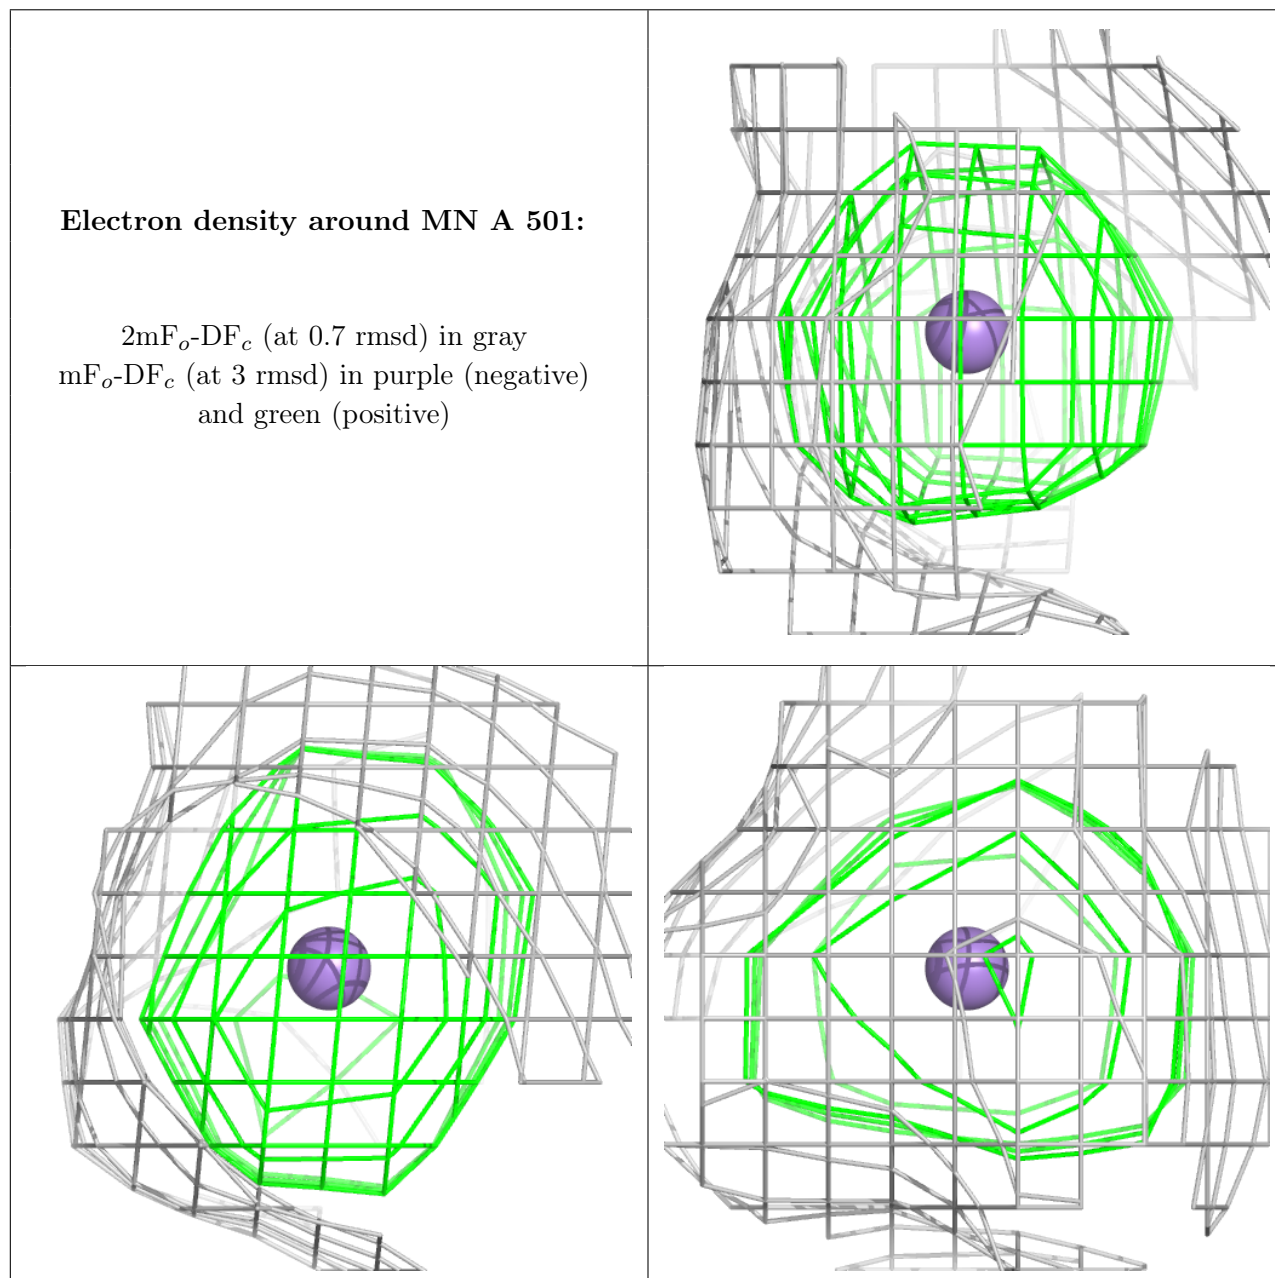 Electron density around MN A 501:
2mFo-DFc (at 0.7 rmsd) in gray
mFo-DFc (at 3 rmsd) in purple (negative)
and green (positive)